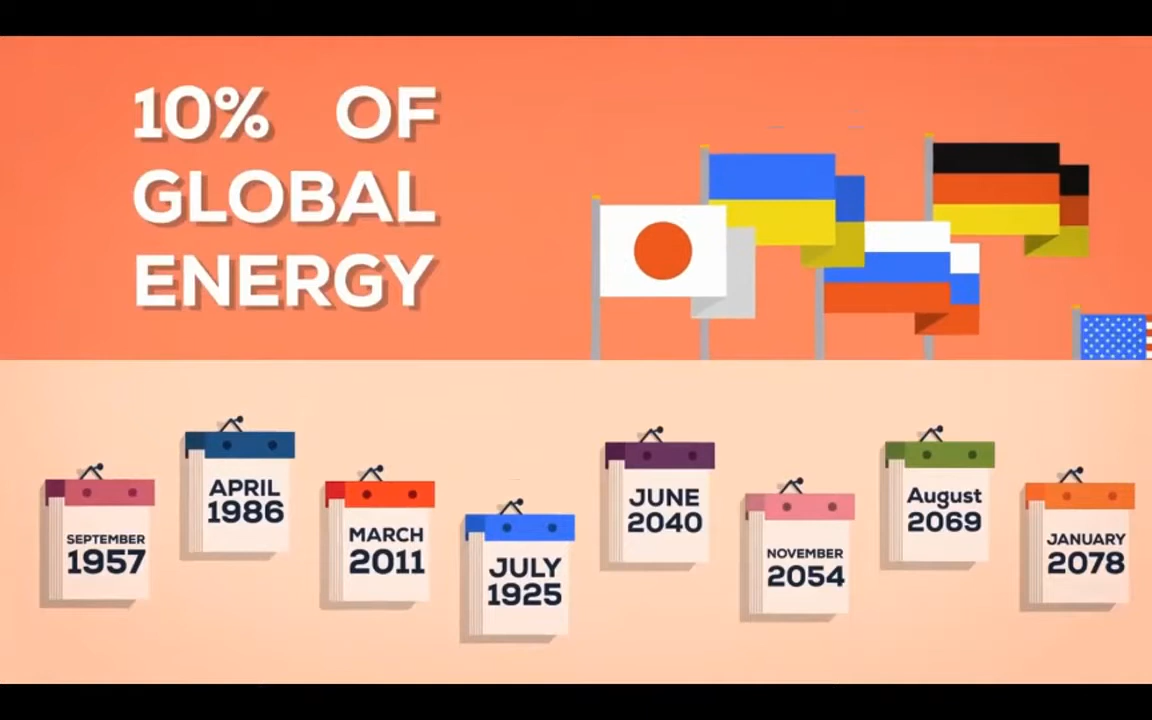 10% OF
GLOBAL
ENERGY
SEPTEMBER
1957
APRIL
1986
MARCH
2011
JULY
1925
JUNE
2040
NOVEMBER
2054
August
2069
JANUARY
2078